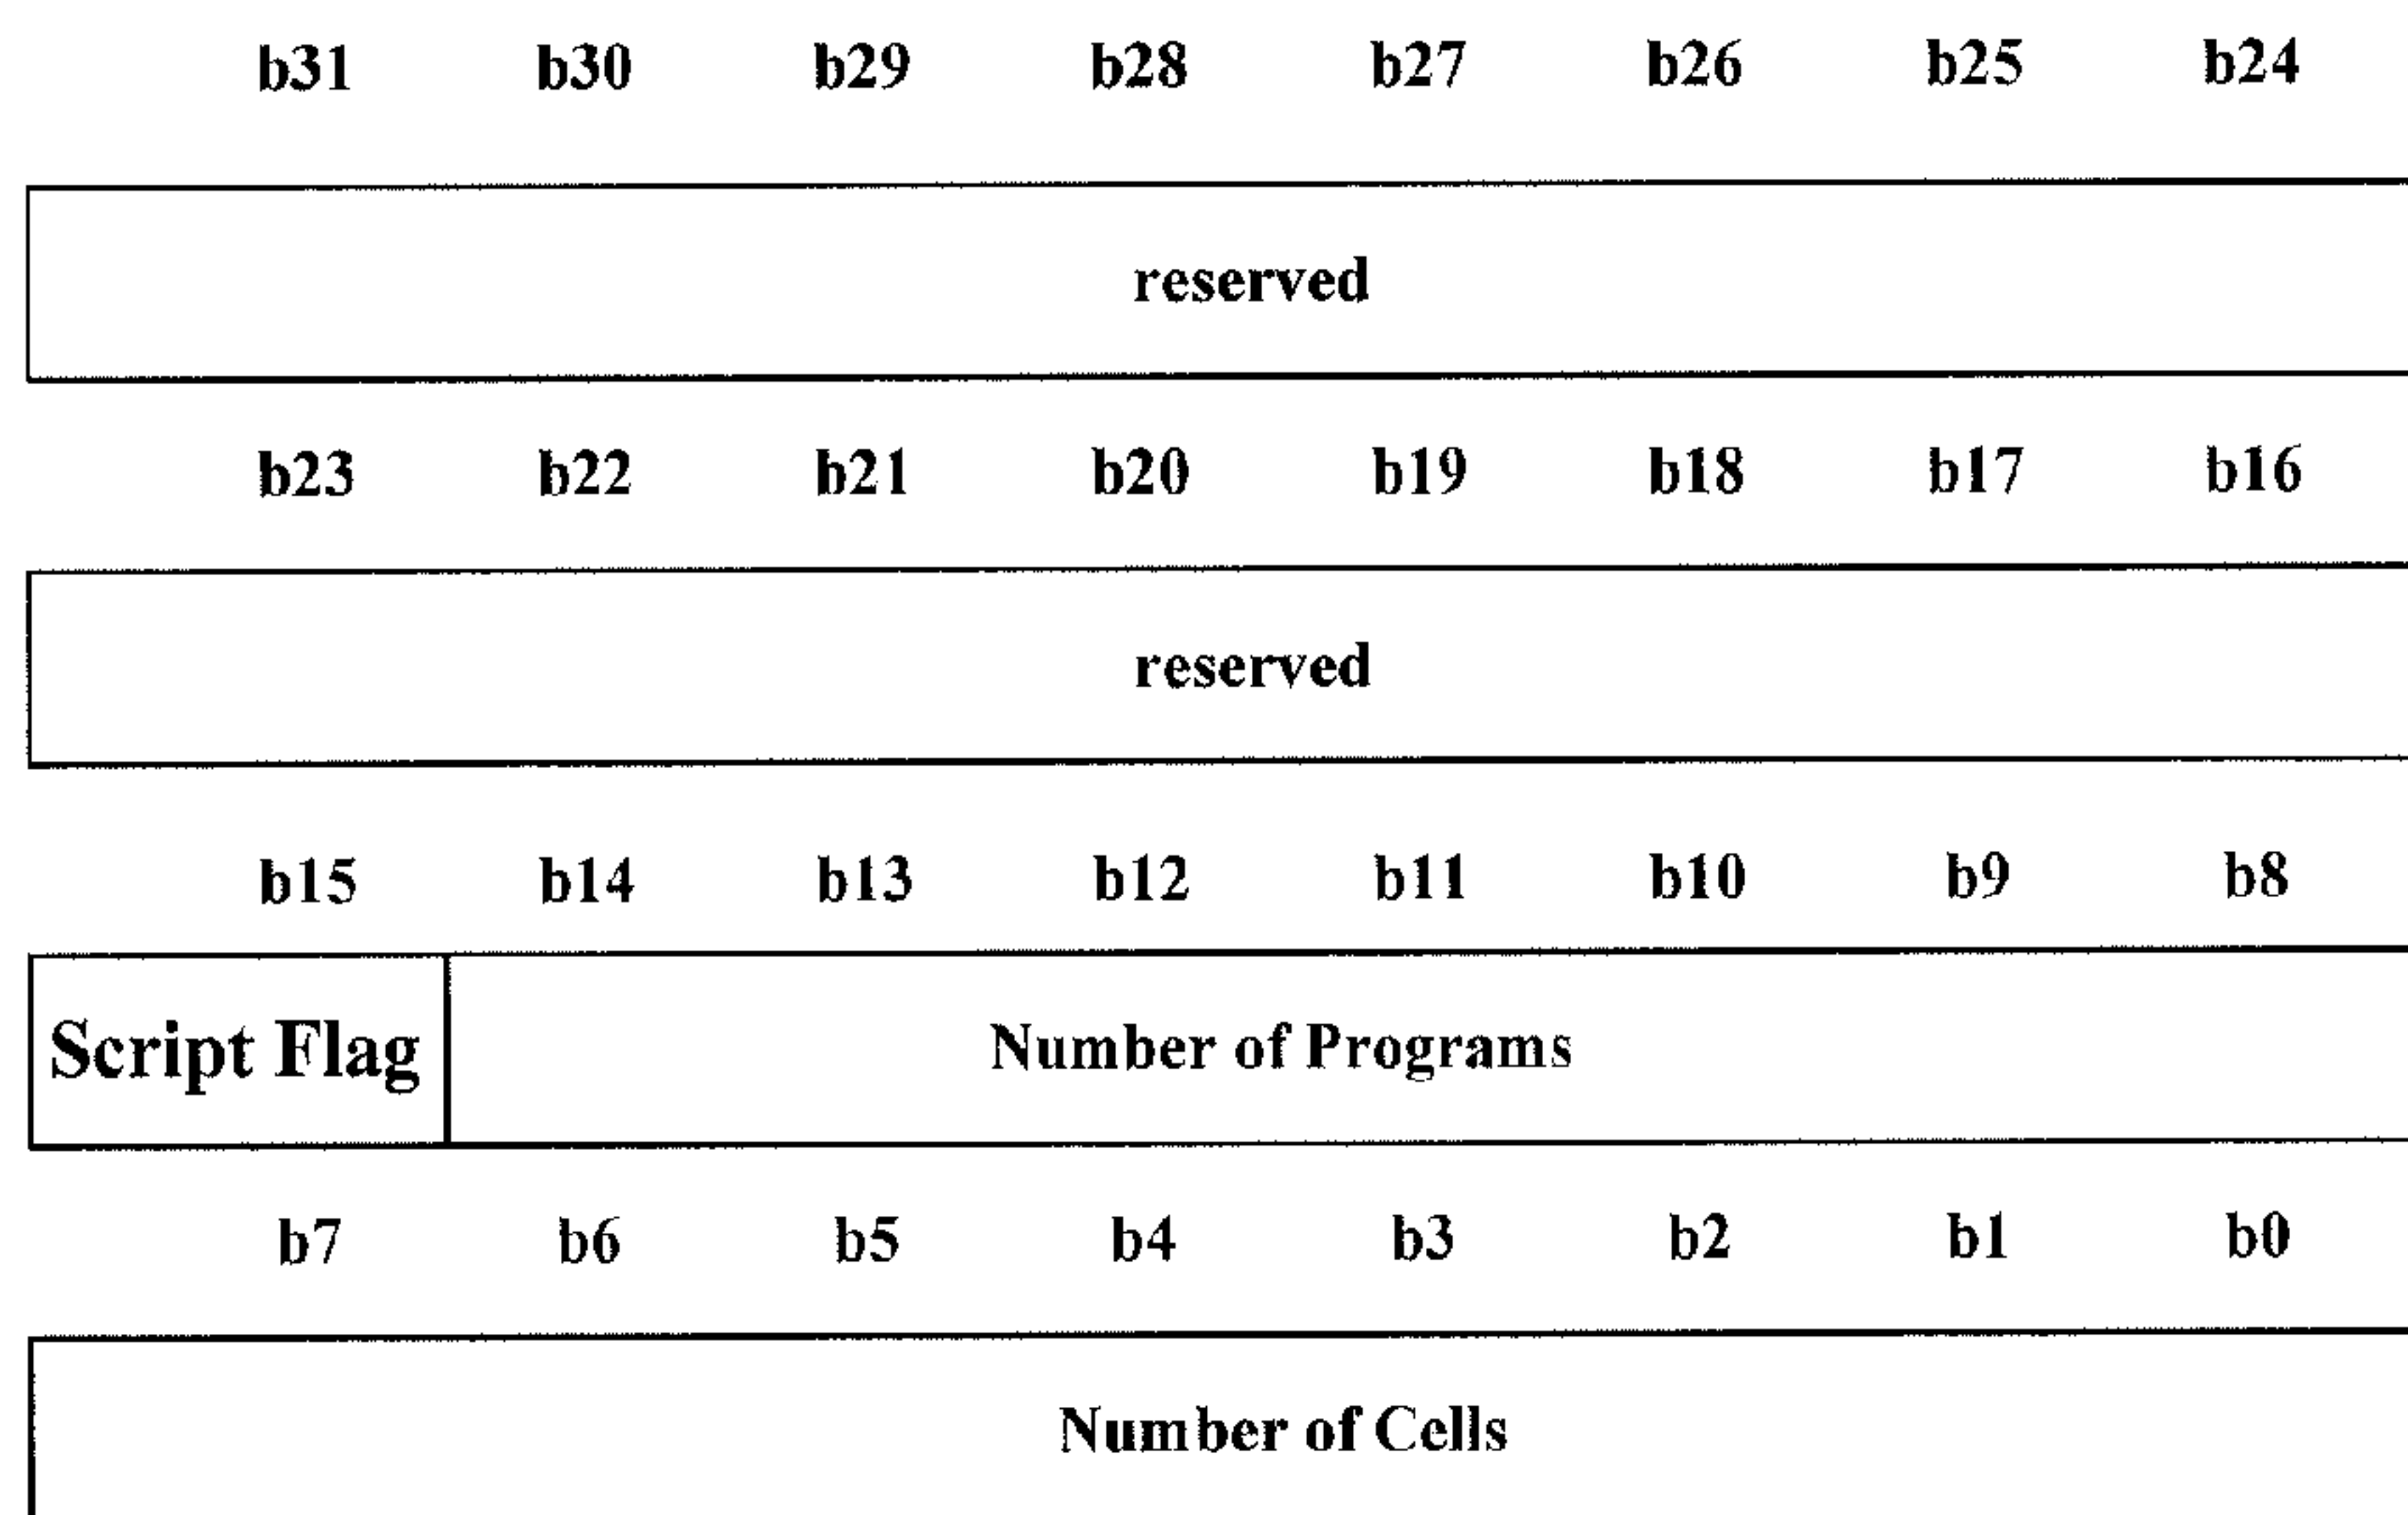 b31 b30 b29 b28 b27 b26 b25 b24
reserved
b23 b22 b21 b20 b19 b18 b17 b16
reserved
b15 b14 b13 b12 b11 b10 b9 b8
Script Flag Number of Programs
b7 b6 b5 b4 b3 b2 b1 b0
Number of Cells